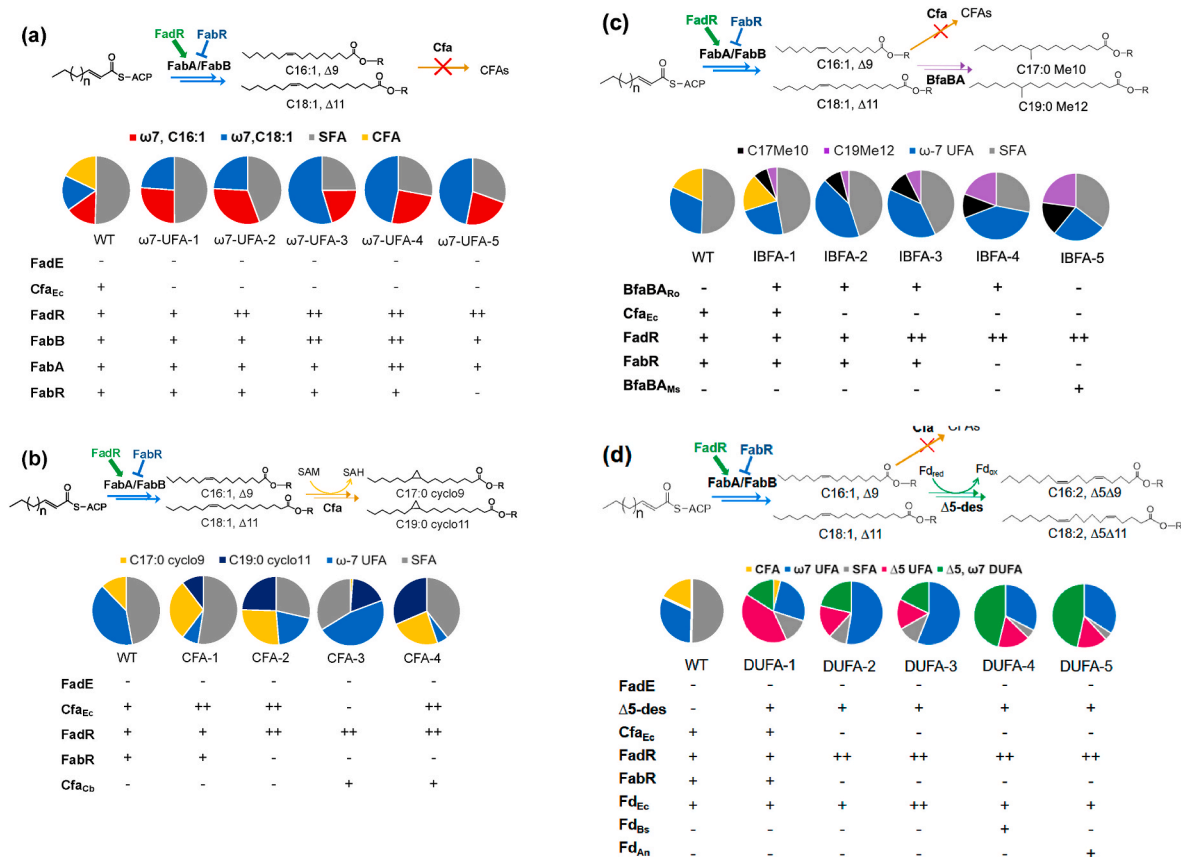 (a)
FadR
FabR
FabA/FabB
n
O
S-ACP
O
O-R
C16:1, Δ9
O
O-R
C18:1, Δ11
Cfa
CFAs
ω7, C16:1 ω7,C18:1 SFA CFA
WT ω7-UFA-1 ω7-UFA-2 ω7-UFA-3 ω7-UFA-4 ω7-UFA-5
FadE - - - - - -
CfaEc + - - - - -
FadR + + ++ ++ ++ ++
FabB + + + ++ ++ +
FabA + + + + ++ +
FabR + + + + + -
(b)
FadR
FabR
FabA/FabB
n
O
S-ACP
O
O-R
C16:1, Δ9
O
O-R
C18:1, Δ11
SAM SAH
Cfa
O
O-R
C17:0 cyclo9
O
O-R
C19:0 cyclo11
C17:0 cyclo9 C19:0 cyclo11 ω-7 UFA SFA
WT CFA-1 CFA-2 CFA-3 CFA-4
FadE - - - - -
CfaEc + ++ ++ - ++
FadR + + ++ ++ ++
FabR + + - - -
CfaCb - - - + +
(c)
FadR
FabR
FabA/FabB
n
O
S-ACP
O
O-R
C16:1, Δ9
O
O-R
C18:1, Δ11
Cfa
CFAs
BfaBA
O
O-R
C17:0 Me10
O
O-R
C19:0 Me12
C17Me10 C19Me12 ω-7 UFA SFA
WT IBFA-1 IBFA-2 IBFA-3 IBFA-4 IBFA-5
BfaBARo - + + + + -
CfaEc + + - - - -
FadR + + + ++ ++ ++
FabR + + + + - -
BfaBAMs - - - - - +
(d)
FadR
FabR
FabA/FabB
n
O
S-ACP
O
O-R
C16:1, Δ9
O
O-R
C18:1, Δ11
Cfa
CFAs
Fdred Fdox
Δ5-des
O
O-R
C16:2, Δ5Δ9
O
O-R
C18:2, Δ5Δ11
CFA ω7 UFA SFA Δ5 UFA Δ5, ω7 DUFA
WT DUFA-1 DUFA-2 DUFA-3 DUFA-4 DUFA-5
FadE - - - - - -
Δ5-des - + + + + +
CfaEc + + - - - -
FadR + + ++ ++ ++ ++
FabR + + - - - -
FdEc + + + ++ + +
FdBs - - - - + -
FdAn - - - - - +